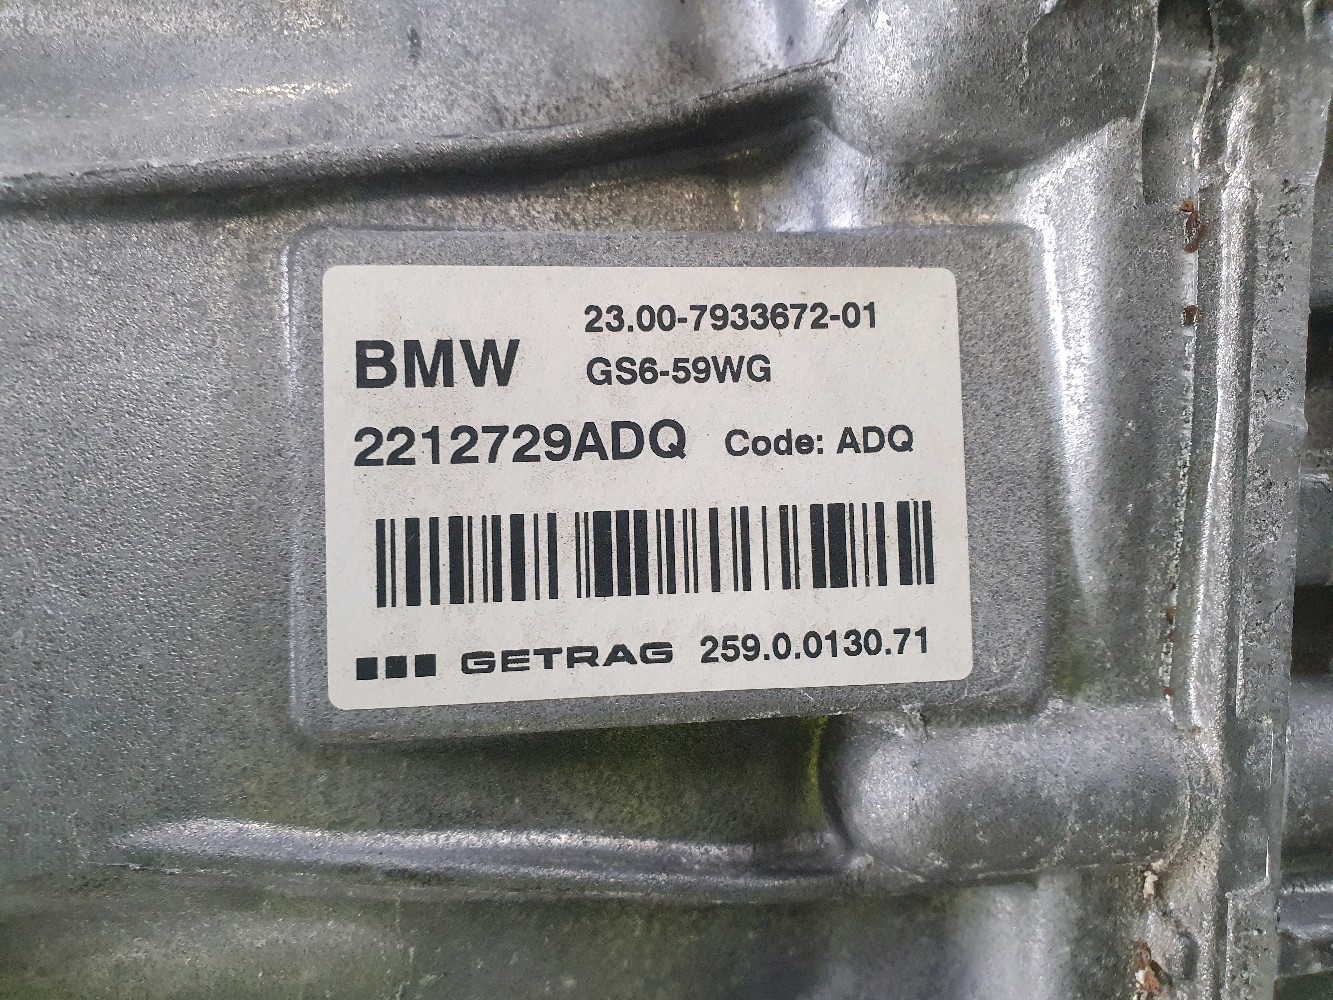 23.00-7933672-01
BMW GS6-59WG
2212729ADQ Code: ADQ
GETRAG 259.0.0130.71